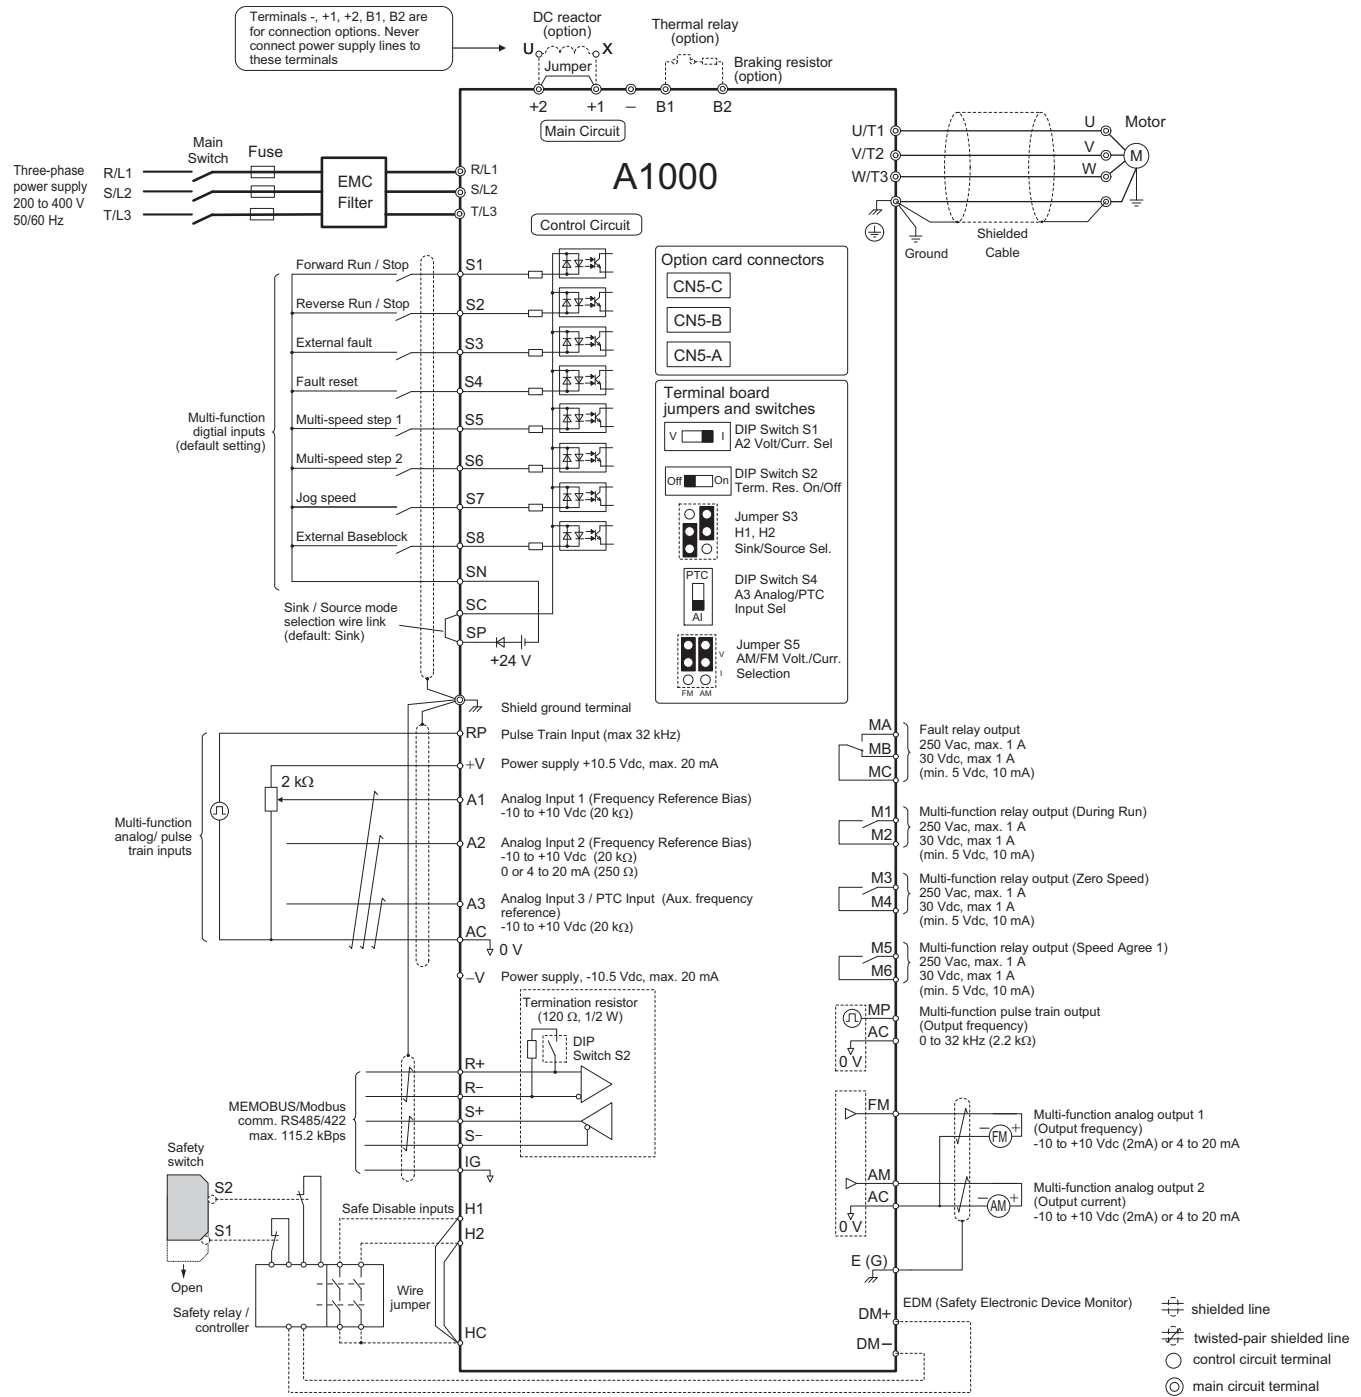 Terminals -, +1, +2, B1, B2 are
for connection options. Never
connect power supply lines to
these terminals
DC reactor
(option)
U
X
Jumper
Thermal relay
(option)
Braking resistor
(option)
+2
+1
–
B1
B2
Main Circuit
A1000
Three-phase
power supply
200 to 400 V
50/60 Hz
R/L1
S/L2
T/L3
Main
Switch
Fuse
EMC
Filter
R/L1
S/L2
T/L3
U/T1
V/T2
W/T3
U
V
W
Motor
M
Ground
Shielded
Cable
Control Circuit
Multi-function
digtial inputs
(default setting)
Forward Run / Stop
S1
Reverse Run / Stop
S2
External fault
S3
Fault reset
S4
Multi-speed step 1
S5
Multi-speed step 2
S6
Jog speed
S7
External Baseblock
S8
SN
SC
SP
+24 V
Sink / Source mode
selection wire link
(default: Sink)
Option card connectors
CN5-C
CN5-B
CN5-A
Terminal board
jumpers and switches
V
I
DIP Switch S1
A2 Volt/Curr. Sel
Off
On
DIP Switch S2
Term. Res. On/Off
Jumper S3
H1, H2
Sink/Source Sel.
PTC
AI
DIP Switch S4
A3 Analog/PTC
Input Sel
V
I
FM AM
Jumper S5
AM/FM Volt./Curr.
Selection
Shield ground terminal
Multi-function
analog/ pulse
train inputs
2 kΩ
RP
Pulse Train Input (max 32 kHz)
+V
Power supply +10.5 Vdc, max. 20 mA
A1
Analog Input 1 (Frequency Reference Bias)
-10 to +10 Vdc (20 kΩ)
A2
Analog Input 2 (Frequency Reference Bias)
-10 to +10 Vdc (20 kΩ)
0 or 4 to 20 mA (250 Ω)
A3
Analog Input 3 / PTC Input (Aux. frequency
reference)
-10 to +10 Vdc (20 kΩ)
AC
0 V
–V
Power supply, -10.5 Vdc, max. 20 mA
Termination resistor
(120 Ω, 1/2 W)
DIP
Switch S2
MEMOBUS/Modbus
comm. RS485/422
max. 115.2 kBps
R+
R–
S+
S–
IG
Safety
switch
S2
S1
Open
Safety relay /
controller
Safe Disable inputs
Wire
jumper
H1
H2
HC
MA
MB
MC
Fault relay output
250 Vac, max. 1 A
30 Vdc, max 1 A
(min. 5 Vdc, 10 mA)
M1
M2
Multi-function relay output (During Run)
250 Vac, max. 1 A
30 Vdc, max 1 A
(min. 5 Vdc, 10 mA)
M3
M4
Multi-function relay output (Zero Speed)
250 Vac, max. 1 A
30 Vdc, max 1 A
(min. 5 Vdc, 10 mA)
M5
M6
Multi-function relay output (Speed Agree 1)
250 Vac, max. 1 A
30 Vdc, max 1 A
(min. 5 Vdc, 10 mA)
MP
AC
0 V
Multi-function pulse train output
(Output frequency)
0 to 32 kHz (2.2 kΩ)
FM
– FM +
Multi-function analog output 1
(Output frequency)
-10 to +10 Vdc (2mA) or 4 to 20 mA
AM
AC
0 V
– AM +
Multi-function analog output 2
(Output current)
-10 to +10 Vdc (2mA) or 4 to 20 mA
E (G)
DM+
DM–
EDM (Safety Electronic Device Monitor)
shielded line
twisted-pair shielded line
control circuit terminal
main circuit terminal